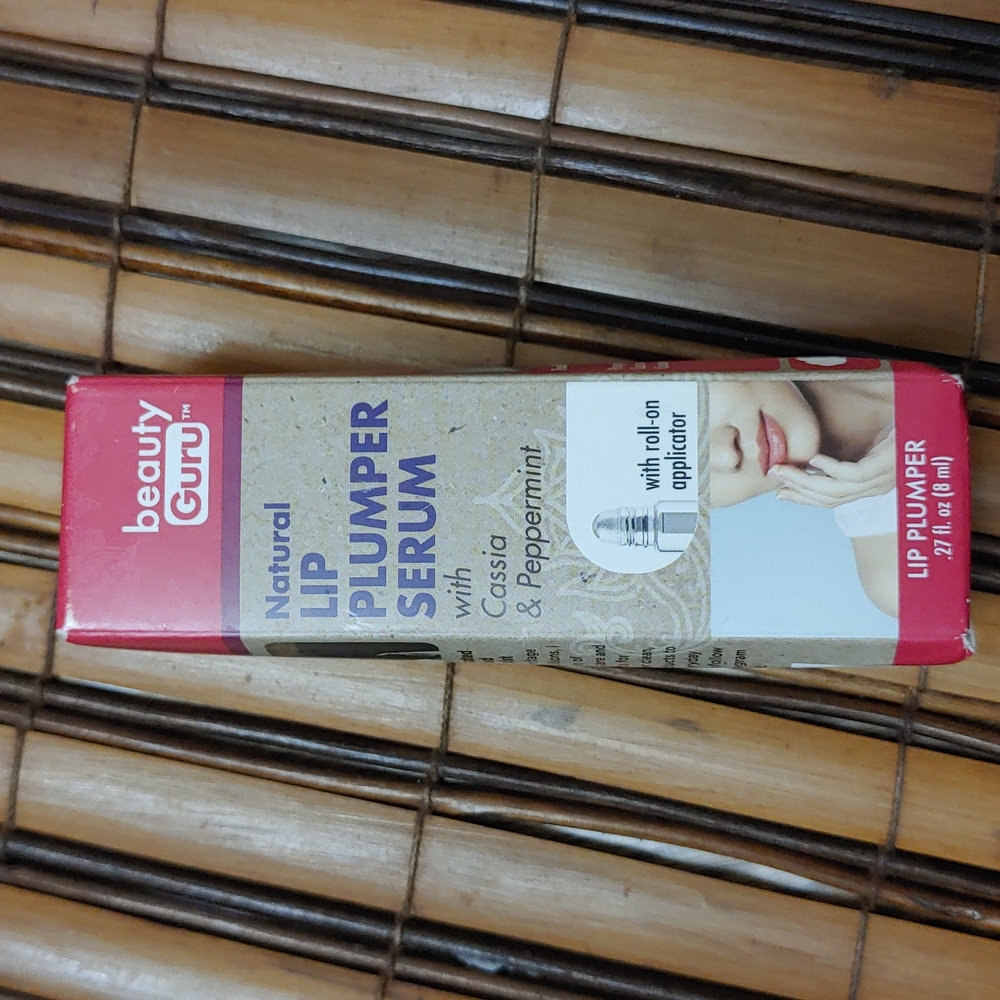 beauty
Guru™
Natural
LIP
PLUMPER
SERUM
with
Cassia
& Peppermint
with roll-on
applicator
LIP PLUMPER
.27 fl. oz (8 ml)